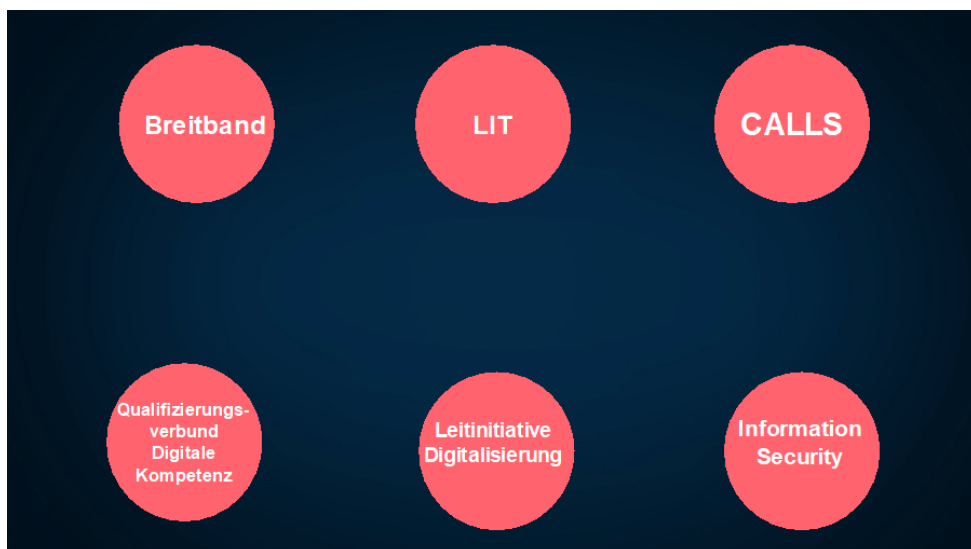 Breitband
LIT
CALLS
Qualifizierungs-
verbund
Digitale
Kompetenz
Leitinitiative
Digitalisierung
Information
Security